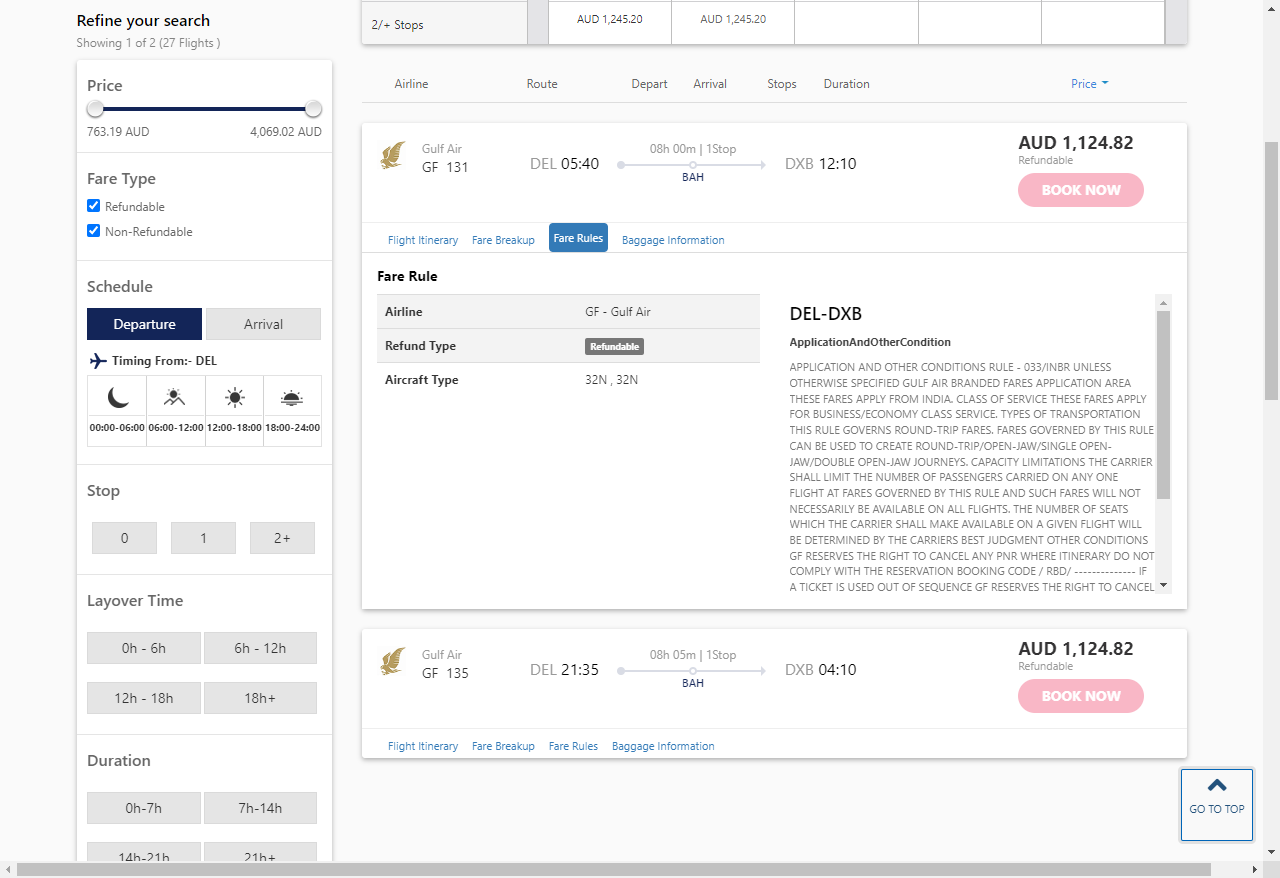 Refine your search
Showing 1 of 2 (27 Flights )
Price
763.19 AUD 4,069.02 AUD
Fare Type
Refundable
Non-Refundable
Schedule
Departure Arrival
Timing From:- DEL
00:00-06:00 06:00-12:00 12:00-18:00 18:00-24:00
Stop
0 1 2+
Layover Time
0h - 6h 6h - 12h
12h - 18h 18h+
Duration
0h-7h 7h-14h
14h-21h 21h+
2/+ Stops AUD 1,245.20 AUD 1,245.20
Airline Route Depart Arrival Stops Duration Price
Gulf Air
GF 131
DEL 05:40
08h 00m | 1Stop
BAH
DXB 12:10
AUD 1,124.82
Refundable
BOOK NOW
Flight Itinerary Fare Breakup Fare Rules Baggage Information
Fare Rule
Airline GF - Gulf Air
Refund Type Refundable
Aircraft Type 32N , 32N
DEL-DXB
ApplicationAndOtherCondition
APPLICATION AND OTHER CONDITIONS RULE - 033/INBR UNLESS
OTHERWISE SPECIFIED GULF AIR BRANDED FARES APPLICATION AREA
THESE FARES APPLY FROM INDIA. CLASS OF SERVICE THESE FARES APPLY
FOR BUSINESS/ECONOMY CLASS SERVICE. TYPES OF TRANSPORTATION
THIS RULE GOVERNS ROUND-TRIP FARES. FARES GOVERNED BY THIS RULE
CAN BE USED TO CREATE ROUND-TRIP/OPEN-JAW/SINGLE OPEN-
JAW/DOUBLE OPEN-JAW JOURNEYS. CAPACITY LIMITATIONS THE CARRIER
SHALL LIMIT THE NUMBER OF PASSENGERS CARRIED ON ANY ONE
FLIGHT AT FARES GOVERNED BY THIS RULE AND SUCH FARES WILL NOT
NECESSARILY BE AVAILABLE ON ALL FLIGHTS. THE NUMBER OF SEATS
WHICH THE CARRIER SHALL MAKE AVAILABLE ON A GIVEN FLIGHT WILL
BE DETERMINED BY THE CARRIERS BEST JUDGMENT OTHER CONDITIONS
GF RESERVES THE RIGHT TO CANCEL ANY PNR WHERE ITINERARY DO NOT
COMPLY WITH THE RESERVATION BOOKING CODE / RBD/ -------------- IF
A TICKET IS USED OUT OF SEQUENCE GF RESERVES THE RIGHT TO CANCEL
Gulf Air
GF 135
DEL 21:35
08h 05m | 1Stop
BAH
DXB 04:10
AUD 1,124.82
Refundable
BOOK NOW
Flight Itinerary Fare Breakup Fare Rules Baggage Information
GO TO TOP